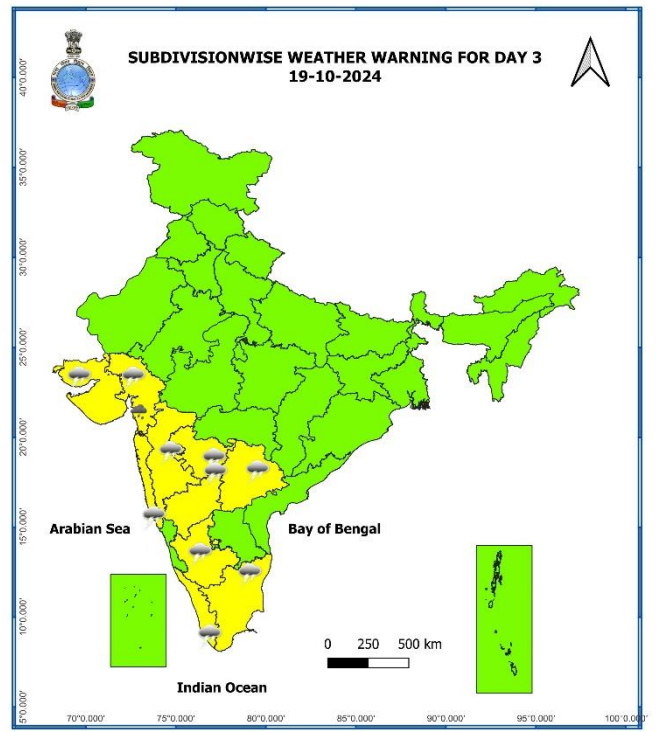 SUBDIVISIONWISE WEATHER WARNING FOR DAY 3
19-10-2024
40°0.000'
35°0.000'
30°0.000'
25°0.000'
20°0.000'
15°0.000'
10°0.000'
5°0.000'
Arabian Sea
Bay of Bengal
0 250 500 km
Indian Ocean
70°0.000' 75°0.000' 80°0.000' 85°0.000' 90°0.000' 95°0.000' 100°0.000'